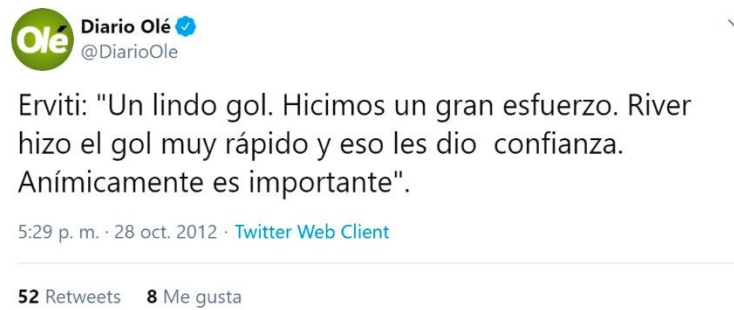 Olé
Diario Olé
@DiarioOle
Erviti: "Un lindo gol. Hicimos un gran esfuerzo. River
hizo el gol muy rápido y eso les dio  confianza.
Anímicamente es importante".
5:29 p. m. · 28 oct. 2012 · Twitter Web Client
52 Retweets   8 Me gusta